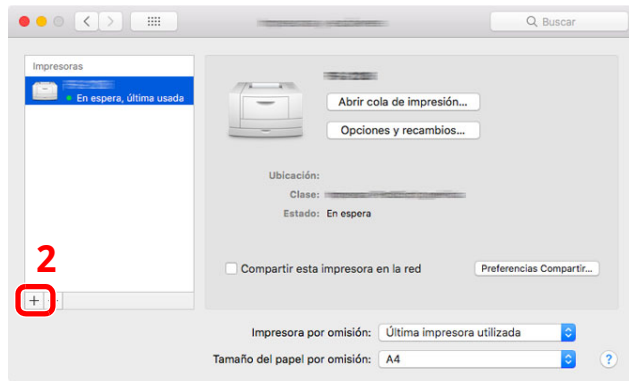 Buscar
Impresoras
En espera, última usada
Abrir cola de impresión...
Opciones y recambios...
Ubicación:
Clase:
Estado: En espera
2
Compartir esta impresora en la red
Preferencias Compartir...
+
Impresora por omisión: Última impresora utilizada
Tamaño del papel por omisión: A4
?